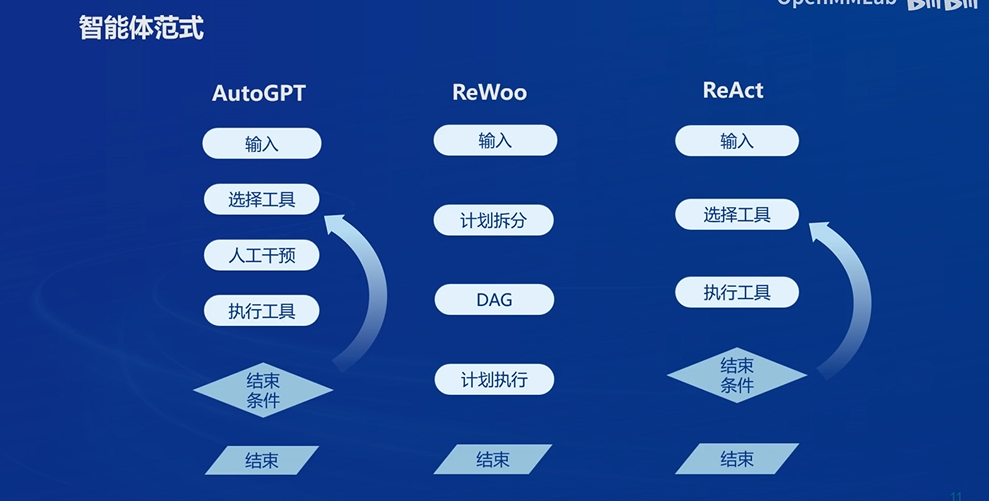 智能体范式
OpenMMLab
AutoGPT
ReWoo
ReAct
输入
选择工具
人工干预
执行工具
结束
条件
结束
输入
计划拆分
DAG
计划执行
结束
输入
选择工具
执行工具
结束
条件
结束
11